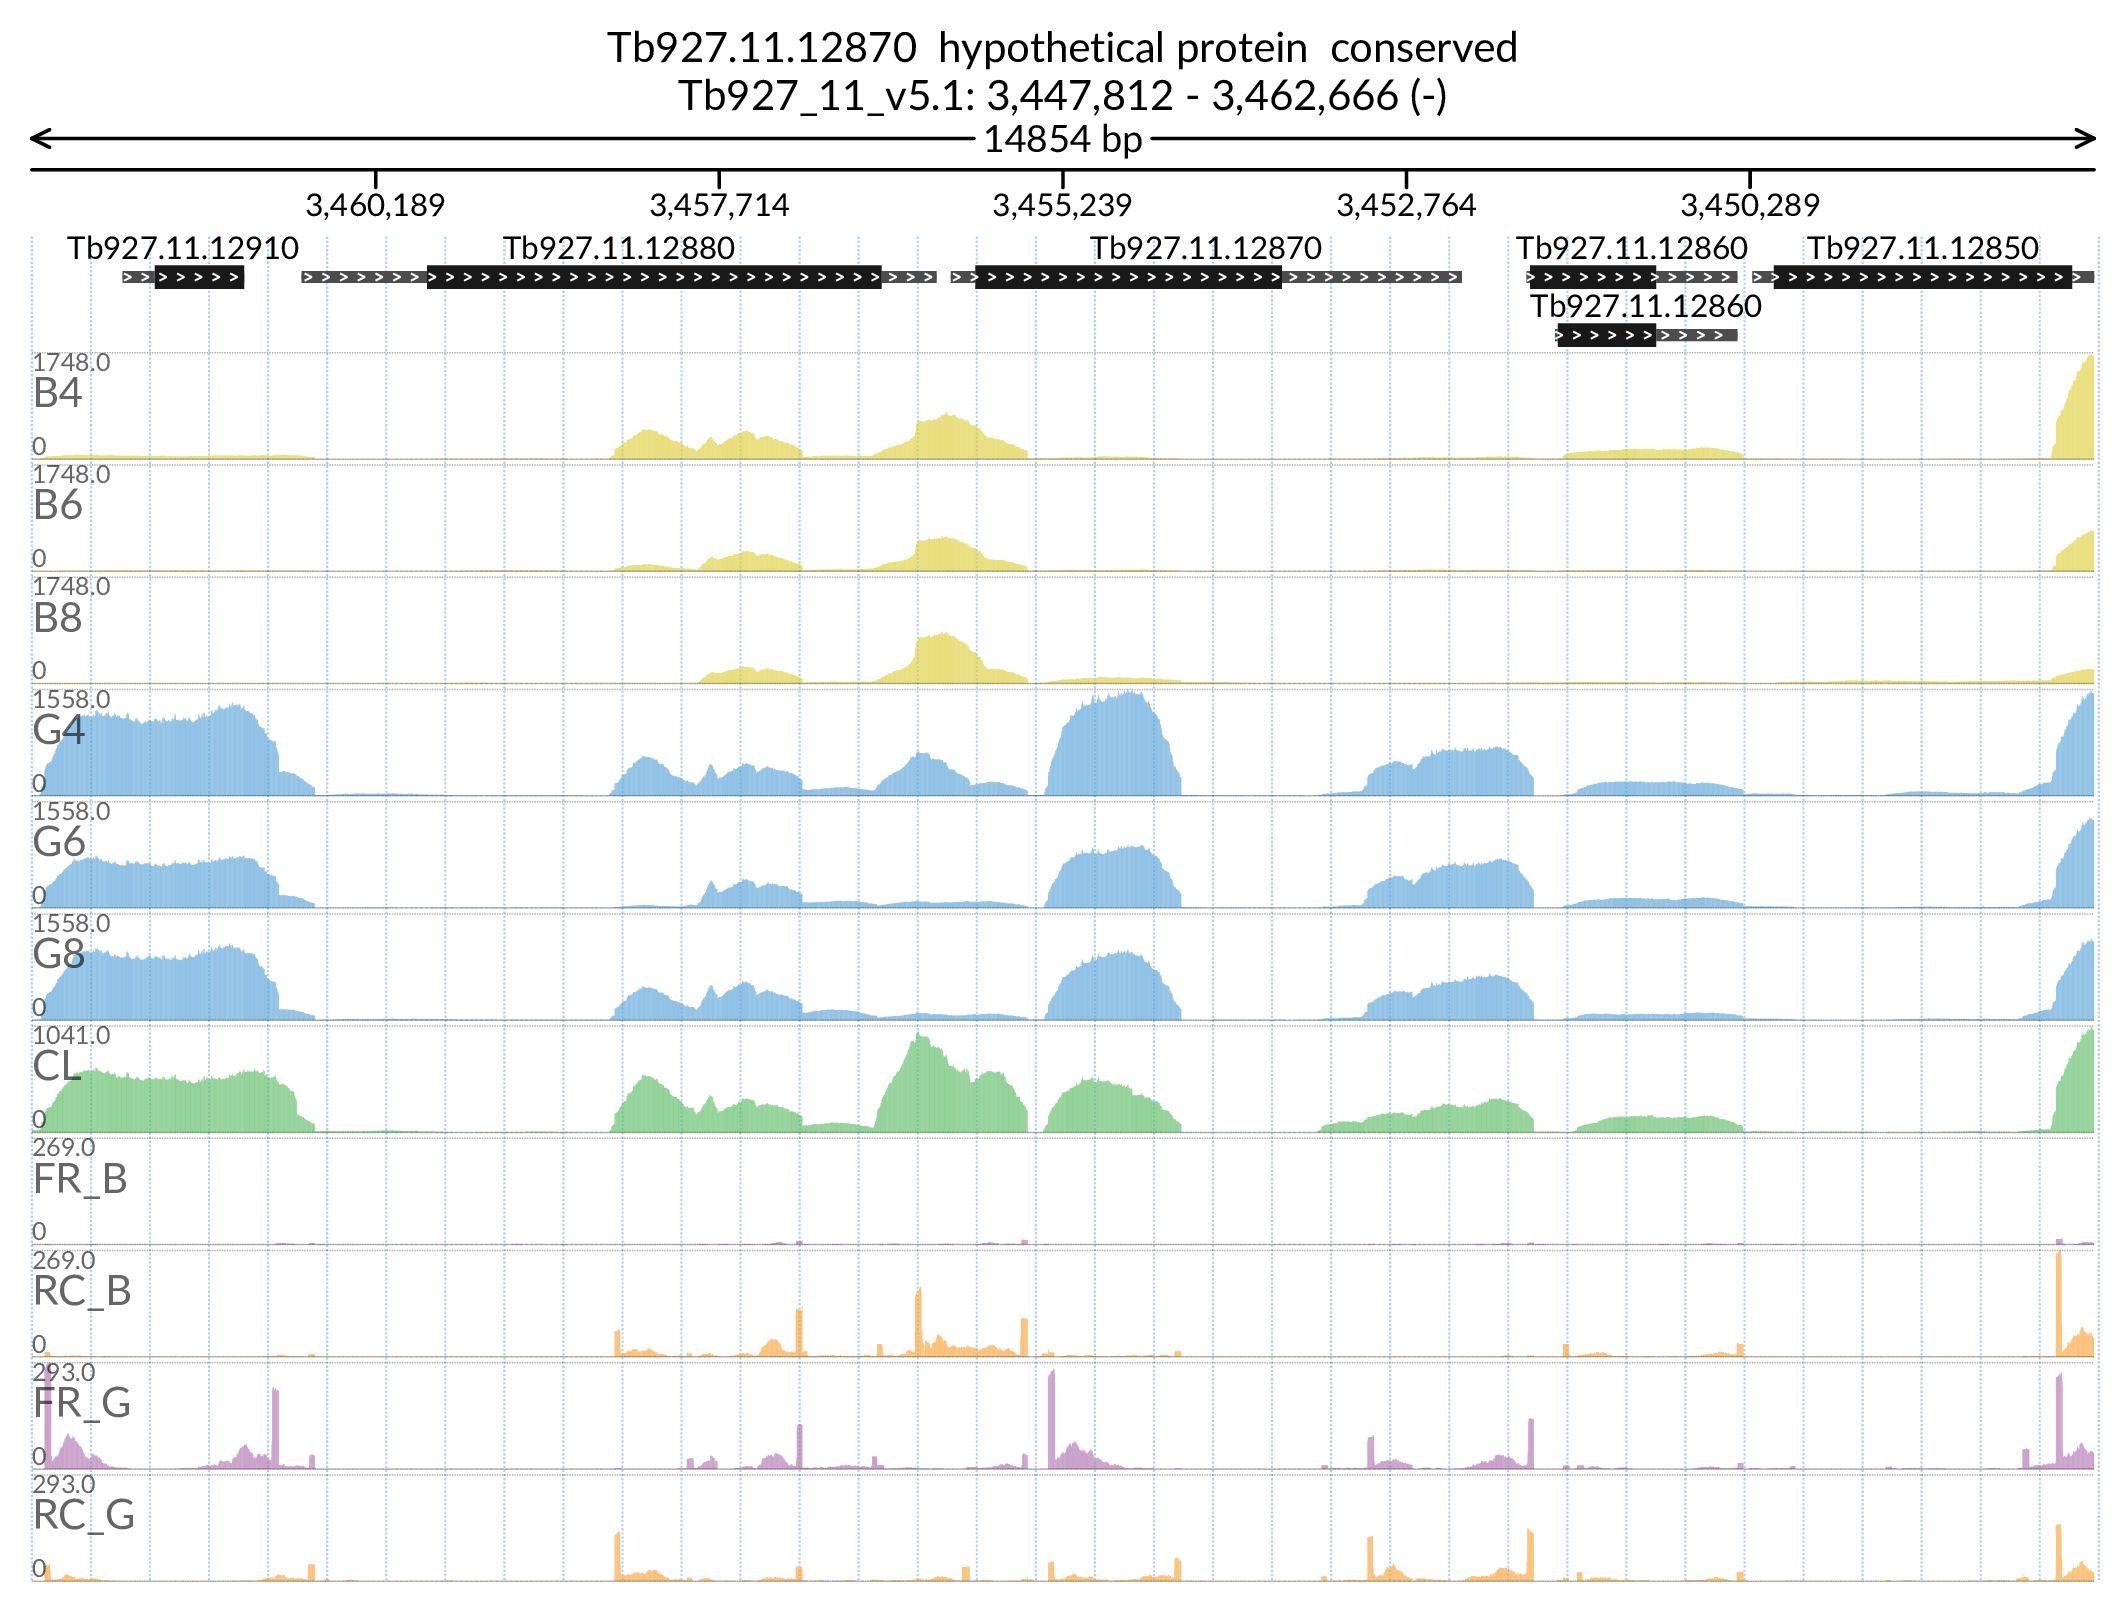 Tb927.11.12870  hypothetical protein  conserved
Tb927_11_v5.1: 3,447,812 - 3,462,666 (-)
14854 bp
3,460,189 3,457,714 3,455,239 3,452,764 3,450,289
Tb927.11.12910 Tb927.11.12880 Tb927.11.12870 Tb927.11.12860 Tb927.11.12850
Tb927.11.12860
1748.0
B4
0
1748.0
B6
0
1748.0
B8
0
1558.0
G4
0
1558.0
G6
0
1558.0
G8
0
1041.0
CL
0
269.0
FR_B
0
269.0
RC_B
0
293.0
FR_G
0
293.0
RC_G
0